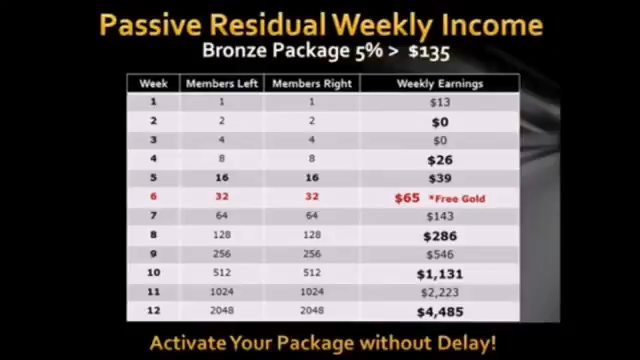 Passive Residual Weekly Income
Bronze Package 5% > $135
Week Members Left Members Right Weekly Earnings
1 1 1 $13
2 2 2 $0
3 4 4 $0
4 8 8 $26
5 16 16 $39
6 32 32 $65 *Free Gold
7 64 64 $143
8 128 128 $286
9 256 256 $546
10 512 512 $1,131
11 1024 1024 $2,223
12 2048 2048 $4,485
Activate Your Package without Delay!